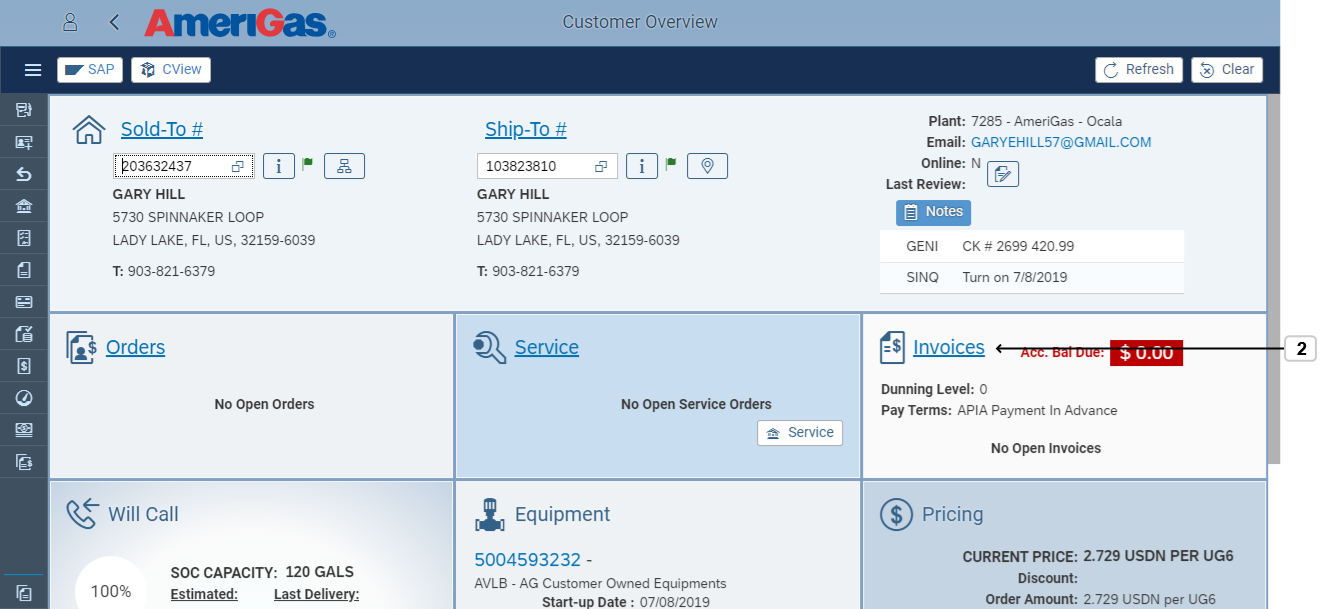 AmeriGas®
Customer Overview
SAP
CView
Refresh
Clear
Sold-To #
203632437
i
GARY HILL
5730 SPINNAKER LOOP
LADY LAKE, FL, US, 32159-6039
T: 903-821-6379
Ship-To #
103823810
i
GARY HILL
5730 SPINNAKER LOOP
LADY LAKE, FL, US, 32159-6039
T: 903-821-6379
Plant: 7285 - AmeriGas - Ocala
Email: GARYEHILL57@GMAIL.COM
Online: N
Last Review:
Notes
GENI CK # 2699 420.99
SINQ Turn on 7/8/2019
Orders
No Open Orders
Service
No Open Service Orders
Service
Invoices
Acc. Bal Due: $ 0.00
2
Dunning Level: 0
Pay Terms: APIA Payment In Advance
No Open Invoices
Will Call
100%
SOC CAPACITY: 120 GALS
Estimated: Last Delivery:
Equipment
5004593232 -
AVLB - AG Customer Owned Equipments
Start-up Date : 07/08/2019
Pricing
CURRENT PRICE: 2.729 USDN PER UG6
Discount:
Order Amount: 2.729 USDN per UG6